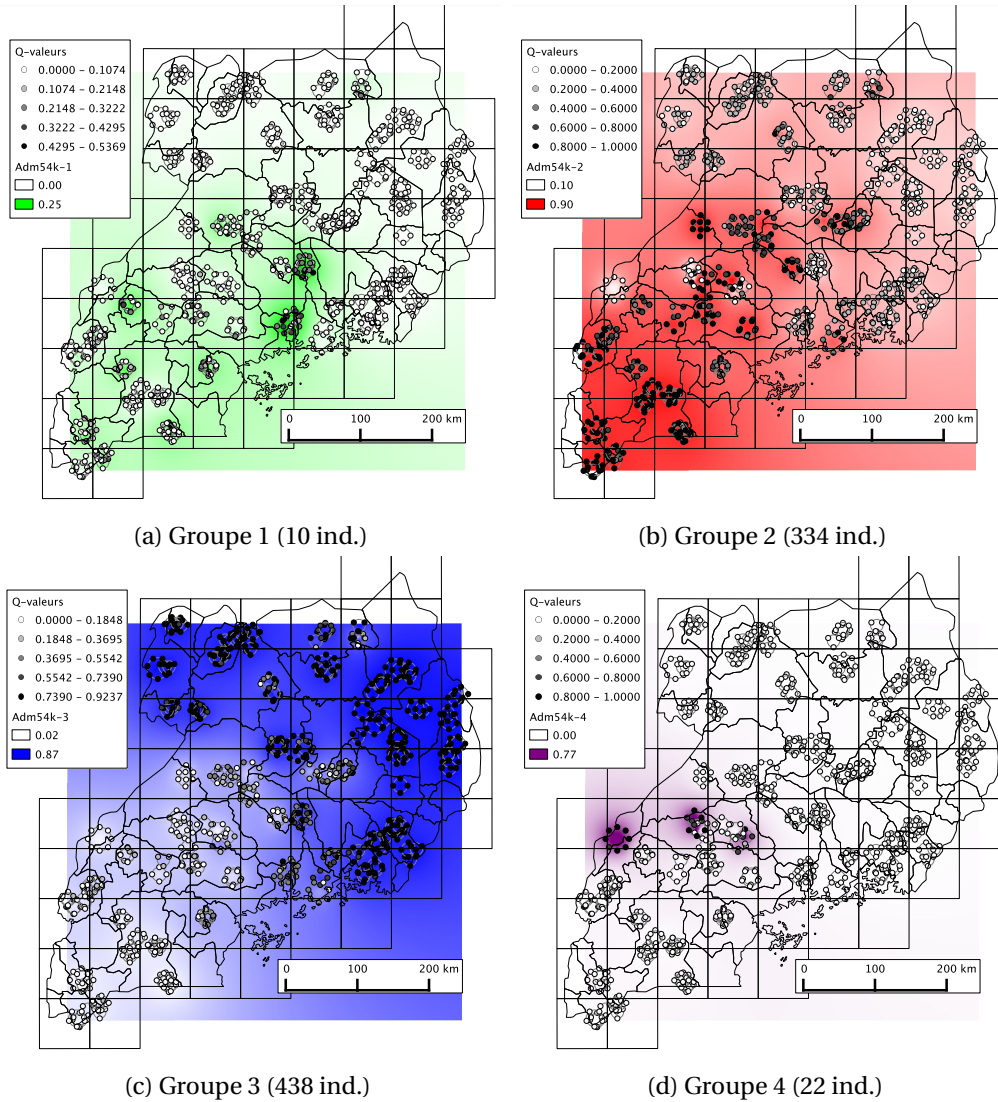 Q-valeurs
0.0000 – 0.1074
0.1074 – 0.2148
0.2148 – 0.3222
0.3222 – 0.4295
0.4295 – 0.5369
Adm54k-1
0.00
0.25
0 100 200 km
(a) Groupe 1 (10 ind.)
Q-valeurs
0.0000 – 0.2000
0.2000 – 0.4000
0.4000 – 0.6000
0.6000 – 0.8000
0.8000 – 1.0000
Adm54k-2
0.10
0.90
0 100 200 km
(b) Groupe 2 (334 ind.)
Q-valeurs
0.0000 – 0.1848
0.1848 – 0.3695
0.3695 – 0.5542
0.5542 – 0.7390
0.7390 – 0.9237
Adm54k-3
0.02
0.87
0 100 200 km
(c) Groupe 3 (438 ind.)
Q-valeurs
0.0000 – 0.2000
0.2000 – 0.4000
0.4000 – 0.6000
0.6000 – 0.8000
0.8000 – 1.0000
Adm54k-4
0.00
0.77
0 100 200 km
(d) Groupe 4 (22 ind.)